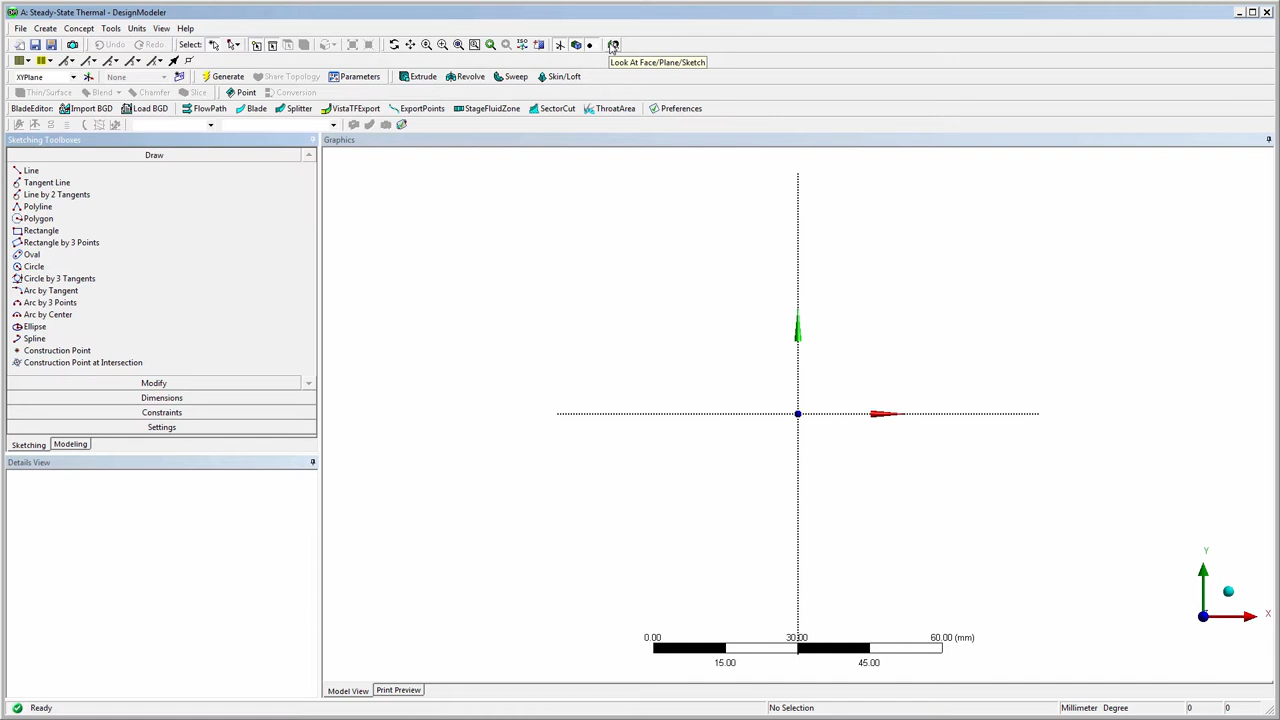 A: Steady-State Thermal - DesignModeler
File Create Concept Tools Units View Help
Undo Redo Select:
Look At Face/Plane/Sketch
XYPlane None Generate Share Topology Parameters Extrude Revolve Sweep Skin/Loft
Thin/Surface Blend Chamfer Slice Point Conversion
BladeEditor: Import BGD Load BGD FlowPath Blade Splitter VistaTFExport ExportPoints StageFluidZone SectorCut ThroatArea Preferences
Sketching Toolboxes Graphics
Draw
Line
Tangent Line
Line by 2 Tangents
Polyline
Polygon
Rectangle
Rectangle by 3 Points
Oval
Circle
Circle by 3 Tangents
Arc by Tangent
Arc by 3 Points
Arc by Center
Ellipse
Spline
Construction Point
Construction Point at Intersection
Modify
Dimensions
Constraints
Settings
Sketching Modeling
Details View
Y
X
0.00 30.00 60.00 (mm)
15.00 45.00
Model View Print Preview
Ready No Selection Millimeter Degree 0 0